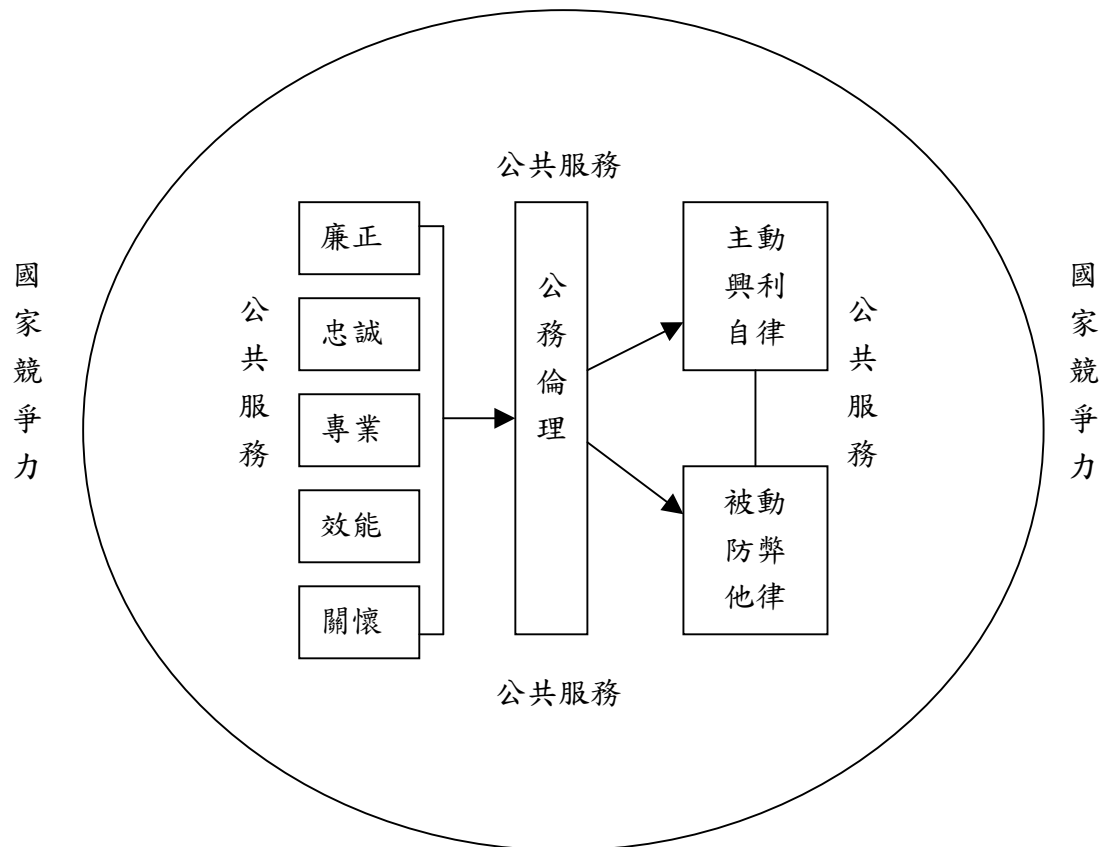 公共服務
國家競爭力
公共服務
廉正
忠誠
專業
效能
關懷
公務倫理
主動
興利
自律
被動
防弊
他律
公共服務
國家競爭力
公共服務